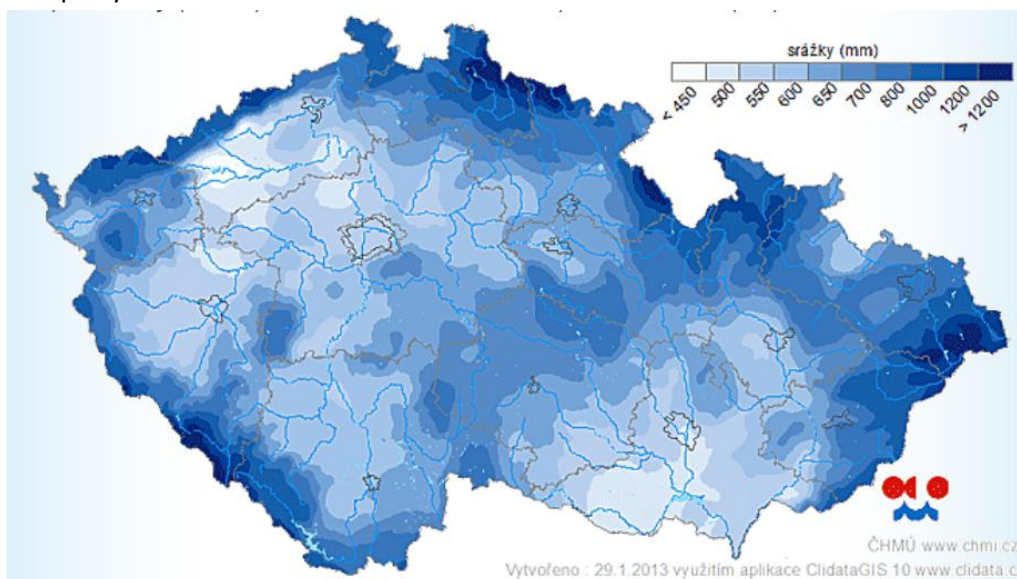 srážky (mm)
< 450 500 550 600 650 700 800 1000 1200 > 1200
ČHMÚ www.chmi.cz
Vytvořeno : 29.1.2013 využitím aplikace ClidataGIS 10 www.clidata.c